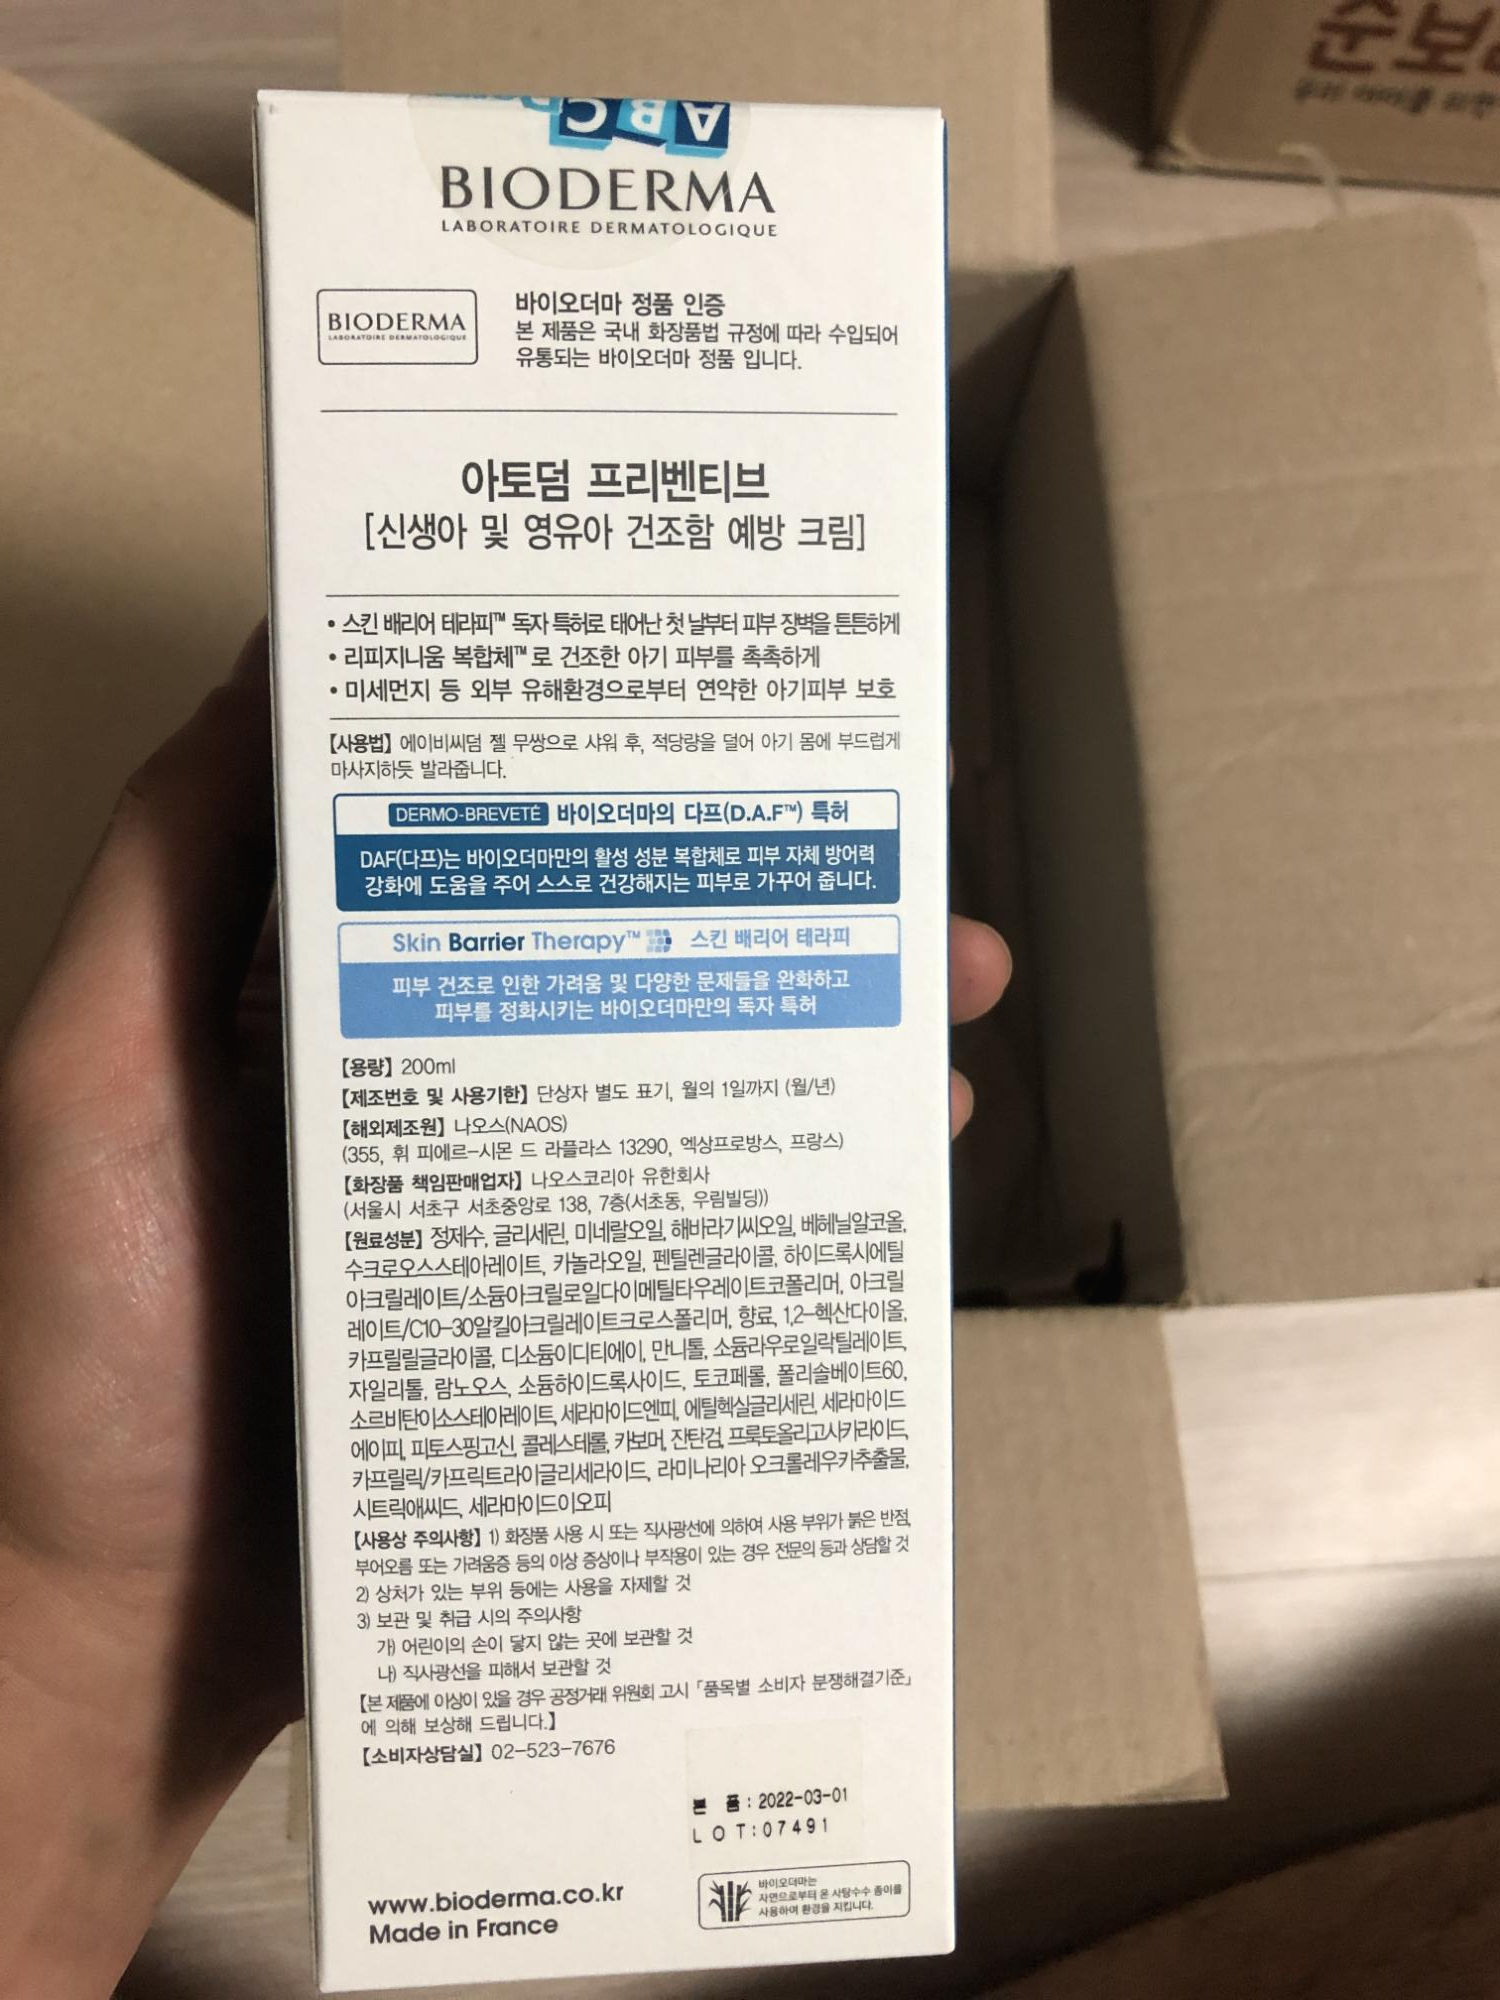 ABCDerm
BIODERMA
LABORATOIRE DERMATOLOGIQUE
BIODERMA
LABORATOIRE DERMATOLOGIQUE
바이오더마 정품 인증
본 제품은 국내 화장품법 규정에 따라 수입되어
유통되는 바이오더마 정품 입니다.
아토덤 프리벤티브
[신생아 및 영유아 건조함 예방 크림]
• 스킨 배리어 테라피™ 독자 특허로 태어난 첫 날부터 피부 장벽을 튼튼하게
• 리피지니움 복합체™로 건조한 아기 피부를 촉촉하게
• 미세먼지 등 외부 유해환경으로부터 연약한 아기피부 보호
【사용법】 에이비씨덤 젤 무쌍으로 샤워 후, 적당량을 덜어 아기 몸에 부드럽게
마사지하듯 발라줍니다.
DERMO-BREVETÉ 바이오더마의 다프(D.A.F™) 특허
DAF(다프)는 바이오더마만의 활성 성분 복합체로 피부 자체 방어력
강화에 도움을 주어 스스로 건강해지는 피부로 가꾸어 줍니다.
Skin Barrier Therapy™ 스킨 배리어 테라피
피부 건조로 인한 가려움 및 다양한 문제들을 완화하고
피부를 정화시키는 바이오더마만의 독자 특허
【용량】 200ml
【제조번호 및 사용기한】 단상자 별도 표기, 월의 1일까지 (월/년)
【해외제조원】 나오스(NAOS)
(355, 휘 피에르-시몬 드 라플라스 13290, 엑상프로방스, 프랑스)
【화장품 책임판매업자】 나오스코리아 유한회사
(서울시 서초구 서초중앙로 138, 7층(서초동, 우림빌딩))
【원료성분】 정제수, 글리세린, 미네랄오일, 해바라기씨오일, 베헤닐알코올,
수크로오스스테아레이트, 카놀라오일, 펜틸렌글라이콜, 하이드록시에틸
아크릴레이트/소듐아크릴로일다이메틸타우레이트코폴리머, 아크릴
레이트/C10-30알킬아크릴레이트크로스폴리머, 향료, 1,2-헥산다이올,
카프릴릴글라이콜, 디소듐이디티에이, 만니톨, 소듐라우로일락틸레이트,
자일리톨, 람노오스, 소듐하이드록사이드, 토코페롤, 폴리솔베이트60,
소르비탄이소스테아레이트, 세라마이드엔피, 에틸헥실글리세린, 세라마이드
에이피, 피토스핑고신, 콜레스테롤, 카보머, 잔탄검, 프룩토올리고사카라이드,
카프릴릭/카프릭트라이글리세라이드, 라미나리아 오크롤레우카추출물,
시트릭애씨드, 세라마이드이오피
【사용상 주의사항】 1) 화장품 사용 시 또는 직사광선에 의하여 사용 부위가 붉은 반점,
부어오름 또는 가려움증 등의 이상 증상이나 부작용이 있는 경우 전문의 등과 상담할 것
2) 상처가 있는 부위 등에는 사용을 자제할 것
3) 보관 및 취급 시의 주의사항
가) 어린이의 손이 닿지 않는 곳에 보관할 것
나) 직사광선을 피해서 보관할 것
【본 제품에 이상이 있을 경우 공정거래 위원회 고시 「품목별 소비자 분쟁해결기준」
에 의해 보상해 드립니다.】
【소비자상담실】 02-523-7676
본 품 : 2022-03-01
LOT:07491
www.bioderma.co.kr
Made in France
바이오더마는
자연으로부터 온 사탕수수 종이를
사용하여 환경을 지킵니다.
순보